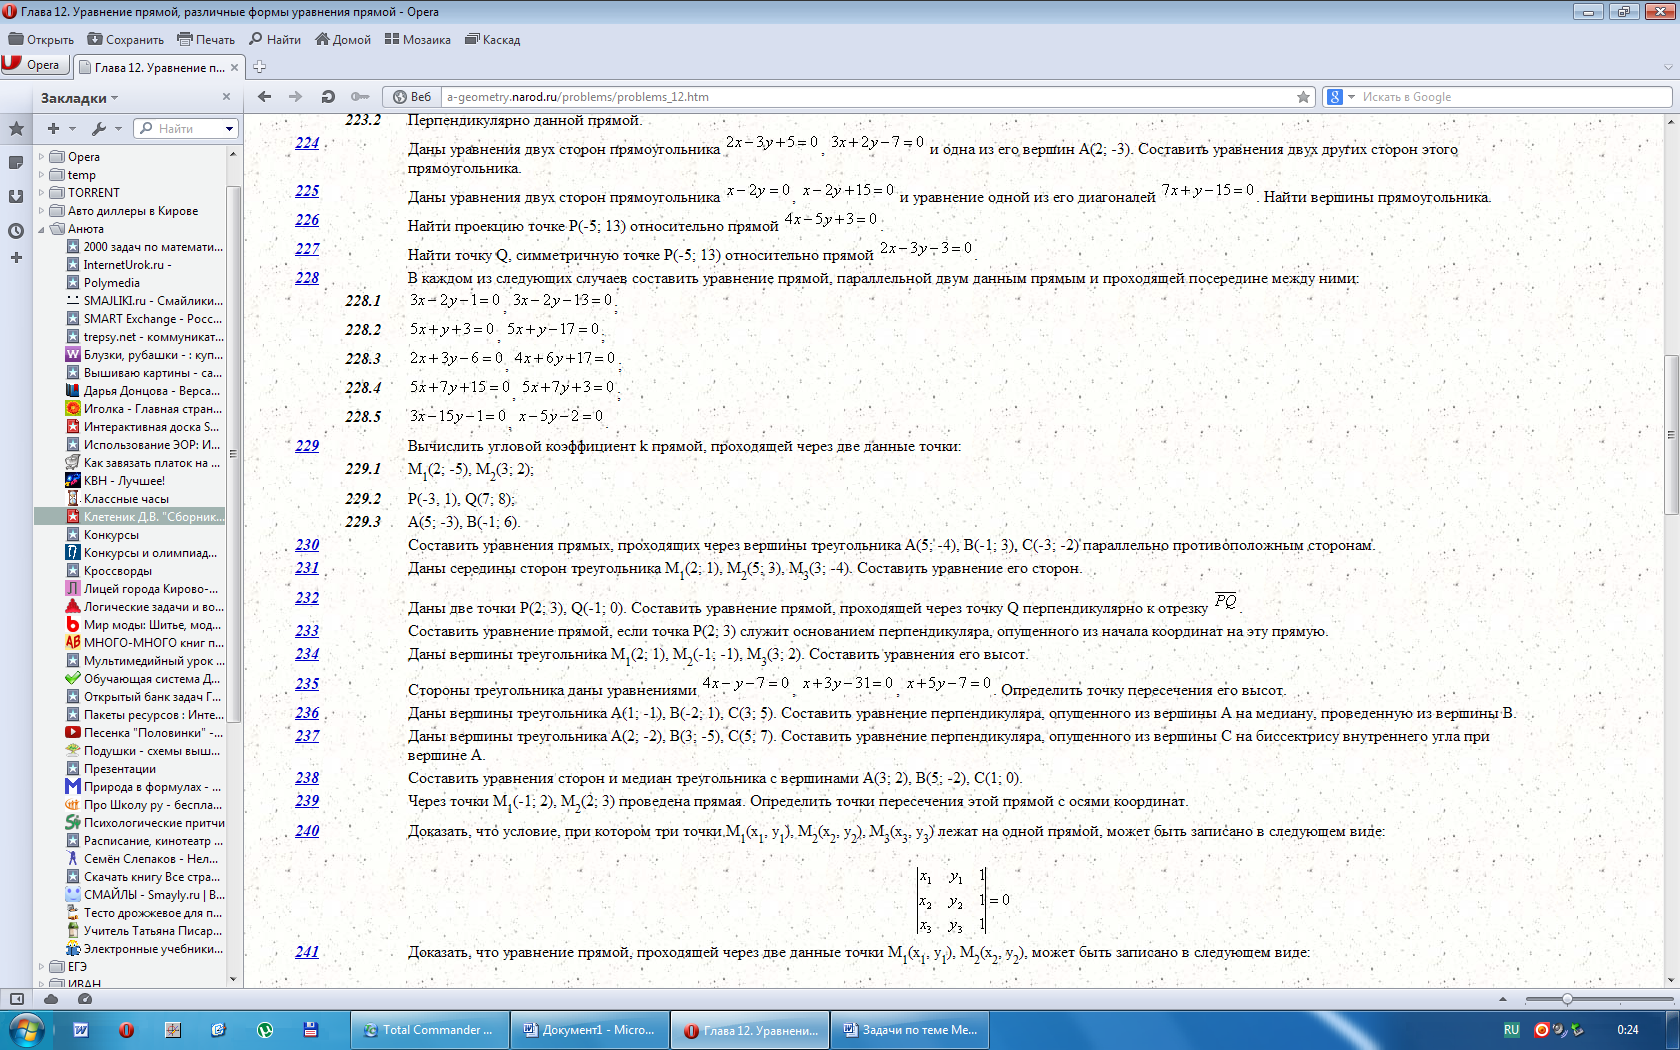 Глава 12. Уравнение прямой, различные формы уравнения прямой - Opera
Открыть Сохранить Печать Найти Домой Мозаика Каскад
Opera Глава 12. Уравнение п...
Закладки
Веб a-geometry.narod.ru/problems/problems_12.htm Искать в Google
Найти
Opera
temp
TORRENT
Авто диллеры в Кирове
Анюта
2000 задач по математи...
InternetUrok.ru -
Polymedia
SMAJLIKI.ru - Смайлики...
SMART Exchange - Росс...
trepsy.net - коммуникат...
Блузки, рубашки - : куп...
Вышиваю картины - са...
Дарья Донцова - Верса...
Иголка - Главная стран...
Интерактивная доска S...
Использование ЭОР: И...
Как завязать платок на ...
КВН - Лучшее!
Классные часы
Клетеник Д.В. "Сборник...
Конкурсы
Конкурсы и олимпиад...
Кроссворды
Лицей города Кирово-...
Логические задачи и во...
Мир моды: Шитье, мод...
МНОГО-МНОГО книг п...
Мультимедийный урок ...
Обучающая система Д...
Открытый банк задач Г...
Пакеты ресурсов : Инте...
Песенка "Половинки" -...
Подушки - схемы выш...
Презентации
Природа в формулах - ...
Про Школу ру - беспла...
Психологические притчи
Расписание, кинотеатр ...
Семён Слепаков - Нел...
Скачать книгу Все стра...
СМАЙЛЫ - Smayly.ru | В...
Тесто дрожжевое для п...
Учитель Татьяна Писар...
Электронные учебники...
ЕГЭ
ИВАН
223.2 Перпендикулярно данной прямой.
224 Даны уравнения двух сторон прямоугольника 2x−3y+5=0, 3x+2y−7=0 и одна из его вершин A(2; -3). Составить уравнения двух других сторон этого
прямоугольника.
225 Даны уравнения двух сторон прямоугольника x−2y=0, x−2y+15=0 и уравнение одной из его диагоналей 7x+y−15=0. Найти вершины прямоугольника.
226 Найти проекцию точке P(-5; 13) относительно прямой 4x−5y+3=0.
227 Найти точку Q, симметричную точке P(-5; 13) относительно прямой 2x−3y−3=0.
228 В каждом из следующих случаев составить уравнение прямой, параллельной двум данным прямым и проходящей посередине между ними:
228.1 3x−2y−1=0, 3x−2y−13=0;
228.2 5x+y+3=0, 5x+y−17=0;
228.3 2x+3y−6=0, 4x+6y+17=0;
228.4 5x+7y+15=0, 5x+7y+3=0;
228.5 3x−15y−1=0, x−5y−2=0.
229 Вычислить угловой коэффициент k прямой, проходящей через две данные точки:
229.1 M1(2; -5), M2(3; 2);
229.2 P(-3, 1), Q(7; 8);
229.3 A(5; -3), B(-1; 6).
230 Составить уравнения прямых, проходящих через вершины треугольника A(5; -4), B(-1; 3), C(-3; -2) параллельно противоположным сторонам.
231 Даны середины сторон треугольника M1(2; 1), M2(5; 3), M3(3; -4). Составить уравнение его сторон.
232 Даны две точки P(2; 3), Q(-1; 0). Составить уравнение прямой, проходящей через точку Q перпендикулярно к отрезку PQ.
233 Составить уравнение прямой, если точка P(2; 3) служит основанием перпендикуляра, опущенного из начала координат на эту прямую.
234 Даны вершины треугольника M1(2; 1), M2(-1; -1), M3(3; 2). Составить уравнения его высот.
235 Стороны треугольника даны уравнениями 4x−y−7=0, x+3y−31=0, x+5y−7=0. Определить точку пересечения его высот.
236 Даны вершины треугольника A(1; -1), B(-2; 1), C(3; 5). Составить уравнение перпендикуляра, опущенного из вершины A на медиану, проведенную из вершины B.
237 Даны вершины треугольника A(2; -2), B(3; -5), C(5; 7). Составить уравнение перпендикуляра, опущенного из вершины C на биссектрису внутреннего угла при
вершине A.
238 Составить уравнения сторон и медиан треугольника с вершинами A(3; 2), B(5; -2), C(1; 0).
239 Через точки M1(-1; 2), M2(2; 3) проведена прямая. Определить точки пересечения этой прямой с осями координат.
240 Доказать, что условие, при котором три точки M1(x1, y1), M2(x2, y2), M3(x3, y3) лежат на одной прямой, может быть записано в следующем виде:
x1 y1 1
x2 y2 1 = 0
x3 y3 1
241 Доказать, что уравнение прямой, проходящей через две данные точки M1(x1, y1), M2(x2, y2), может быть записано в следующем виде:
Total Commander ... Документ1 - Micro... Глава 12. Уравнени... Задачи по теме Ме... RU 0:24